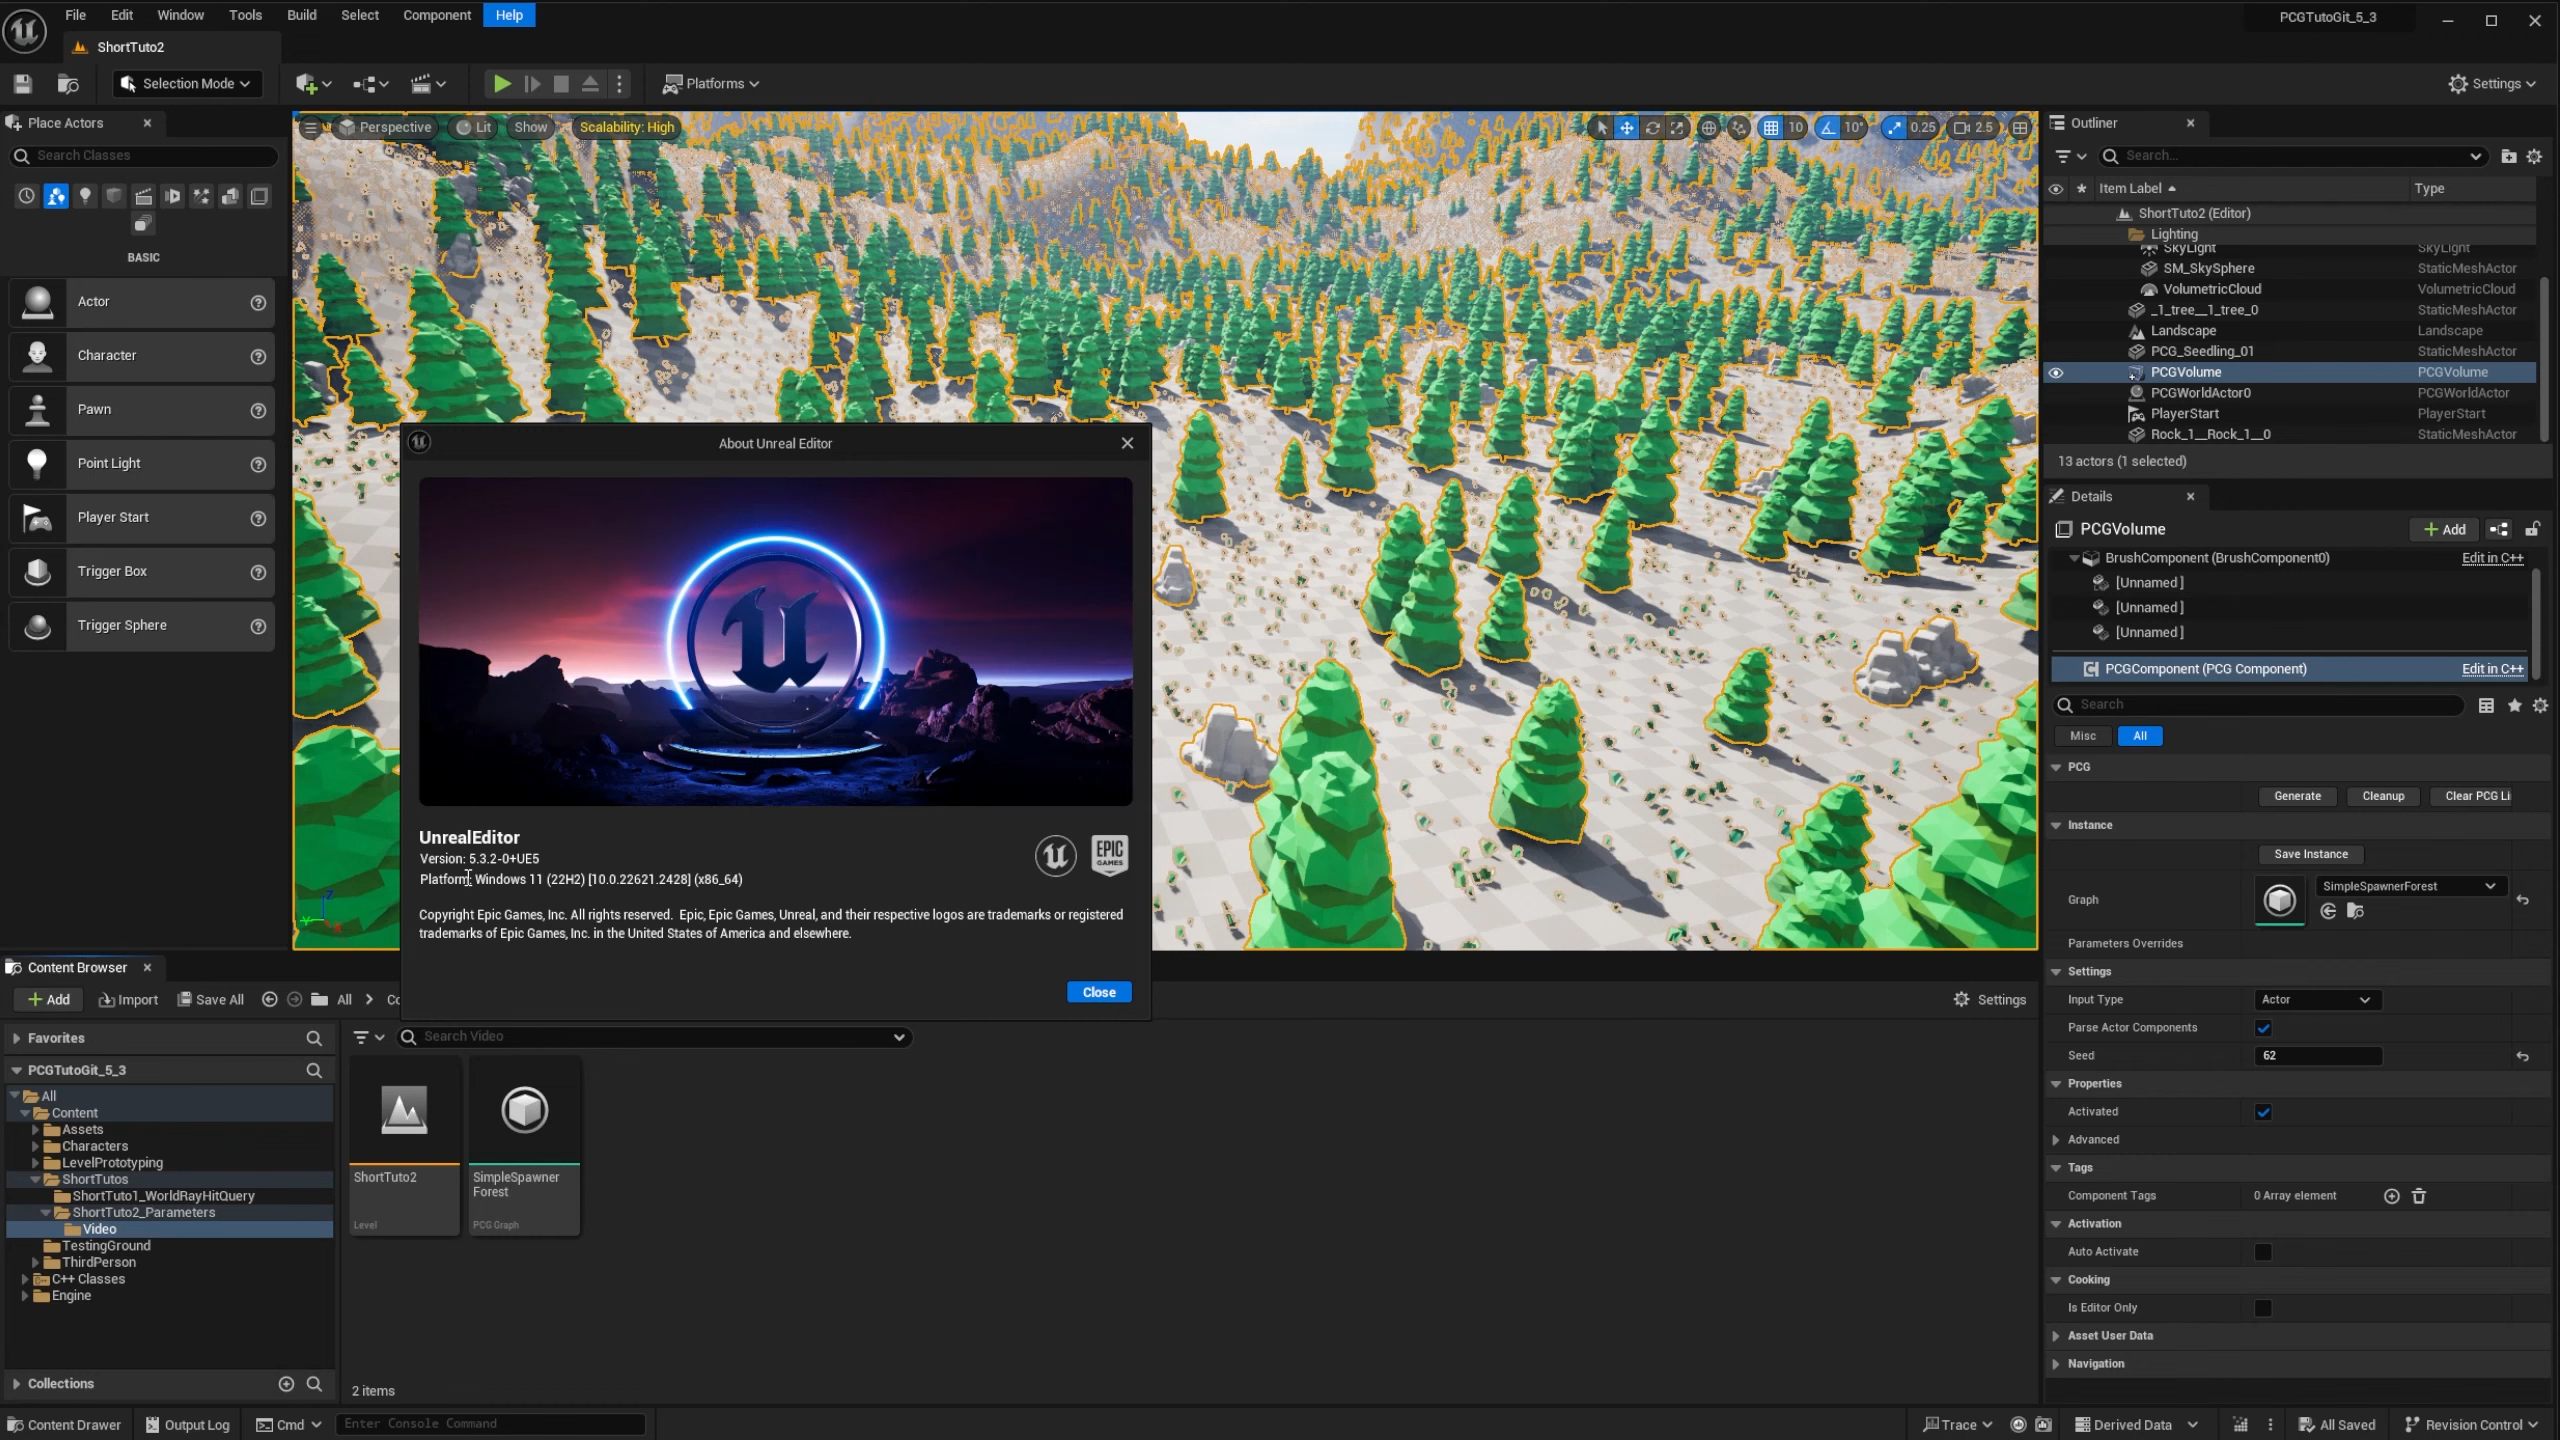 File Edit Window Tools Build Select Component Help
PCGTutoGit_5_3
ShortTuto2
Selection Mode
Platforms
Settings
Place Actors
Search Classes
BASIC
Actor
Character
Pawn
Point Light
Player Start
Trigger Box
Trigger Sphere
Perspective Lit Show Scalability: High
10 10° 0.25 2.5
About Unreal Editor
UnrealEditor
Version: 5.3.2-0+UE5
Platform: Windows 11 (22H2) [10.0.22621.2428] (x86_64)
EPIC
GAMES
Copyright Epic Games, Inc. All rights reserved. Epic, Epic Games, Unreal, and their respective logos are trademarks or registered
trademarks of Epic Games, Inc. in the United States of America and elsewhere.
Close
Outliner
Search...
Item Label Type
ShortTuto2 (Editor)
Lighting
SkyLight SkyLight
SM_SkySphere StaticMeshActor
VolumetricCloud VolumetricCloud
_1_tree__1_tree_0 StaticMeshActor
Landscape Landscape
PCG_Seedling_01 StaticMeshActor
PCGVolume PCGVolume
PCGWorldActor0 PCGWorldActor
PlayerStart PlayerStart
Rock_1__Rock_1__0 StaticMeshActor
13 actors (1 selected)
Details
PCGVolume
Add
BrushComponent (BrushComponent0) Edit in C++
[Unnamed ]
[Unnamed ]
[Unnamed ]
PCGComponent (PCG Component) Edit in C++
Search
Misc All
PCG
Generate Cleanup Clear PCG Li
Instance
Save Instance
Graph SimpleSpawnerForest
Parameters Overrides
Settings
Input Type Actor
Parse Actor Components
Seed 62
Properties
Activated
Advanced
Tags
Component Tags 0 Array element
Activation
Auto Activate
Cooking
Is Editor Only
Asset User Data
Navigation
Content Browser
Add Import Save All All Co
Settings
Favorites
PCGTutoGit_5_3
All
Content
Assets
Characters
LevelPrototyping
ShortTutos
ShortTuto1_WorldRayHitQuery
ShortTuto2_Parameters
Video
TestingGround
ThirdPerson
C++ Classes
Engine
Collections
Search Video
ShortTuto2
Level
SimpleSpawner
Forest
PCG Graph
2 items
Content Drawer Output Log Cmd Enter Console Command
Trace Derived Data All Saved Revision Control